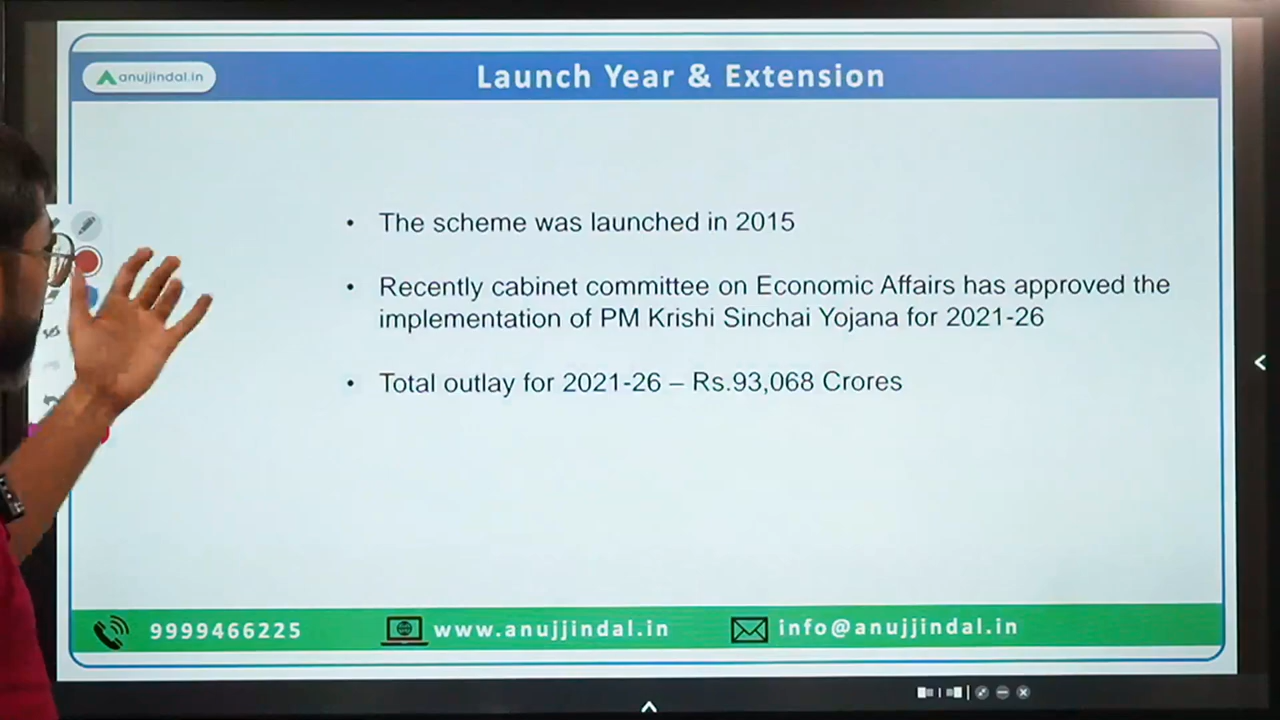 anujjindal.in
Launch Year & Extension
• The scheme was launched in 2015
• Recently cabinet committee on Economic Affairs has approved the
implementation of PM Krishi Sinchai Yojana for 2021-26
• Total outlay for 2021-26 – Rs.93,068 Crores
9999466225
www.anujjindal.in
info@anujjindal.in